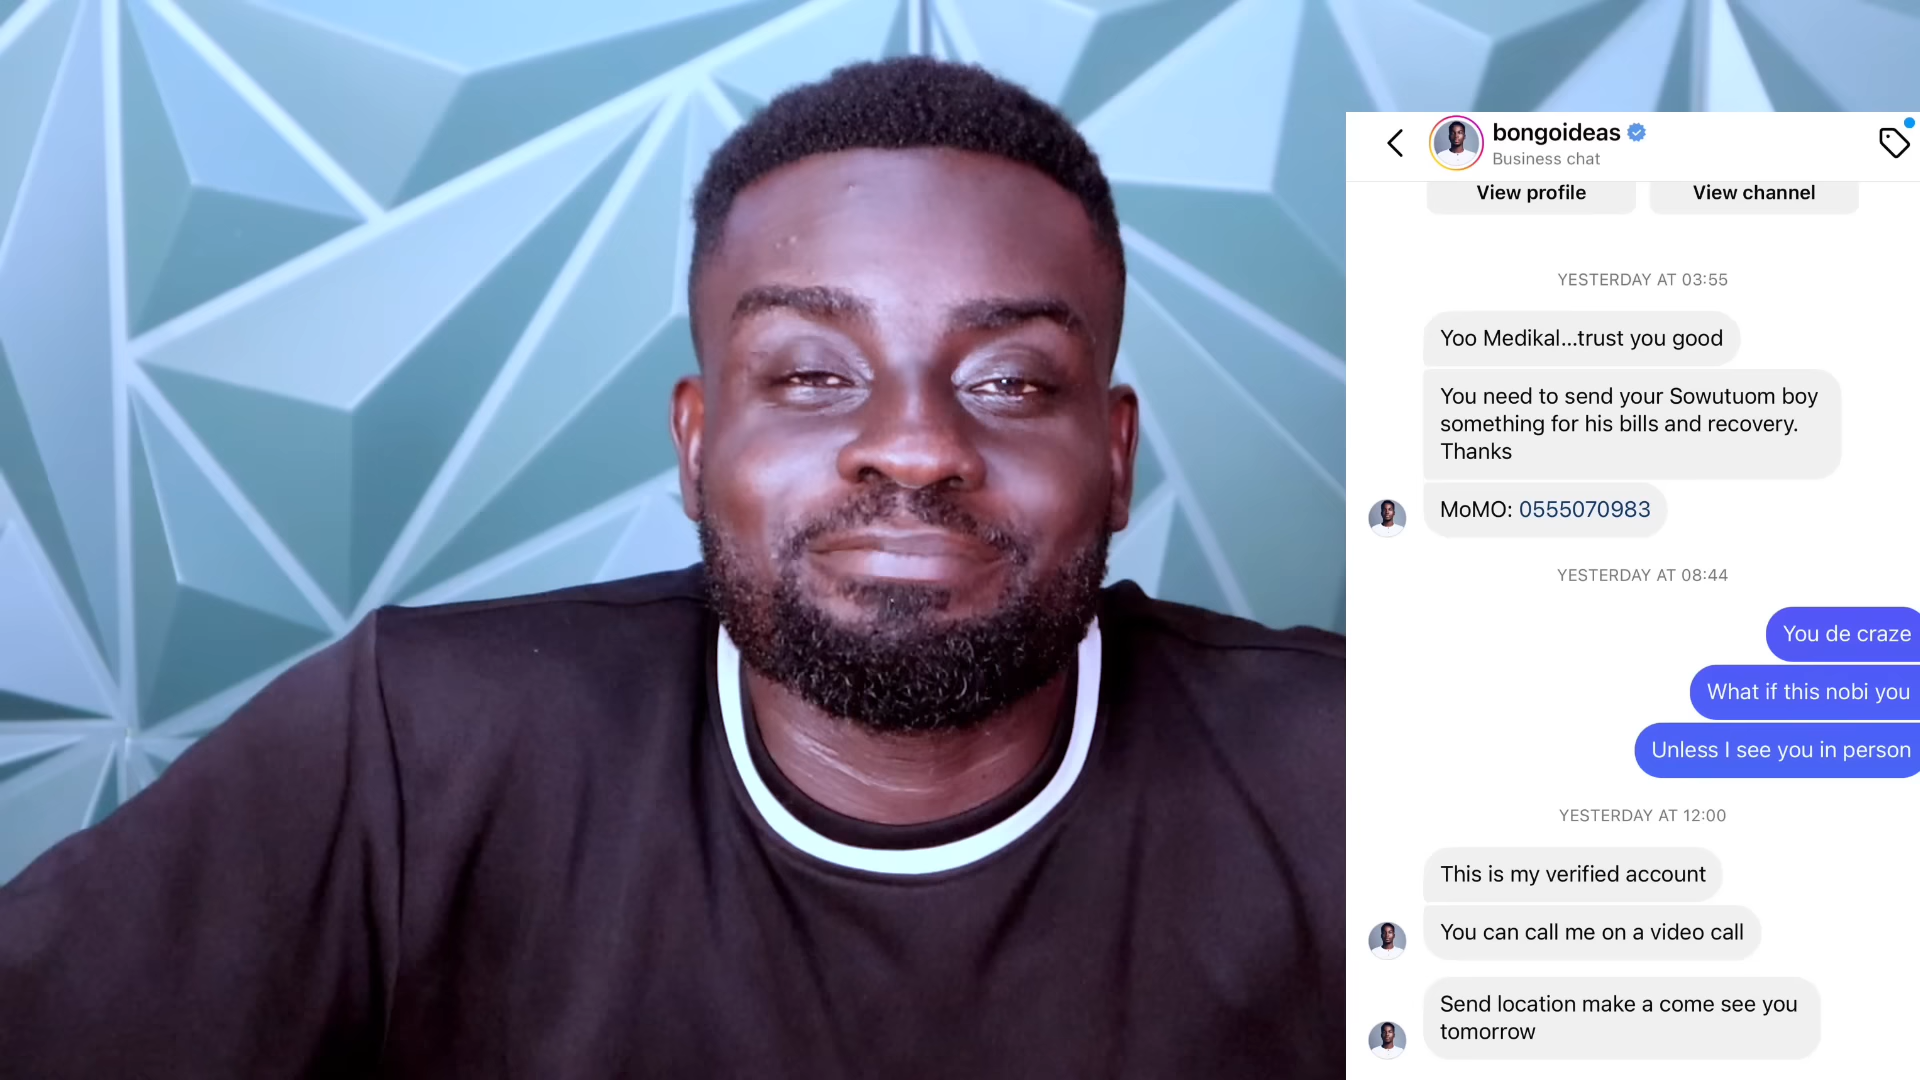 bongoideas
Business chat
View profile
View channel
YESTERDAY AT 03:55
Yoo Medikal...trust you good
You need to send your Sowutuom boy
something for his bills and recovery.
Thanks
MoMO: 0555070983
YESTERDAY AT 08:44
You de craze
What if this nobi you
Unless I see you in person
YESTERDAY AT 12:00
This is my verified account
You can call me on a video call
Send location make a come see you
tomorrow